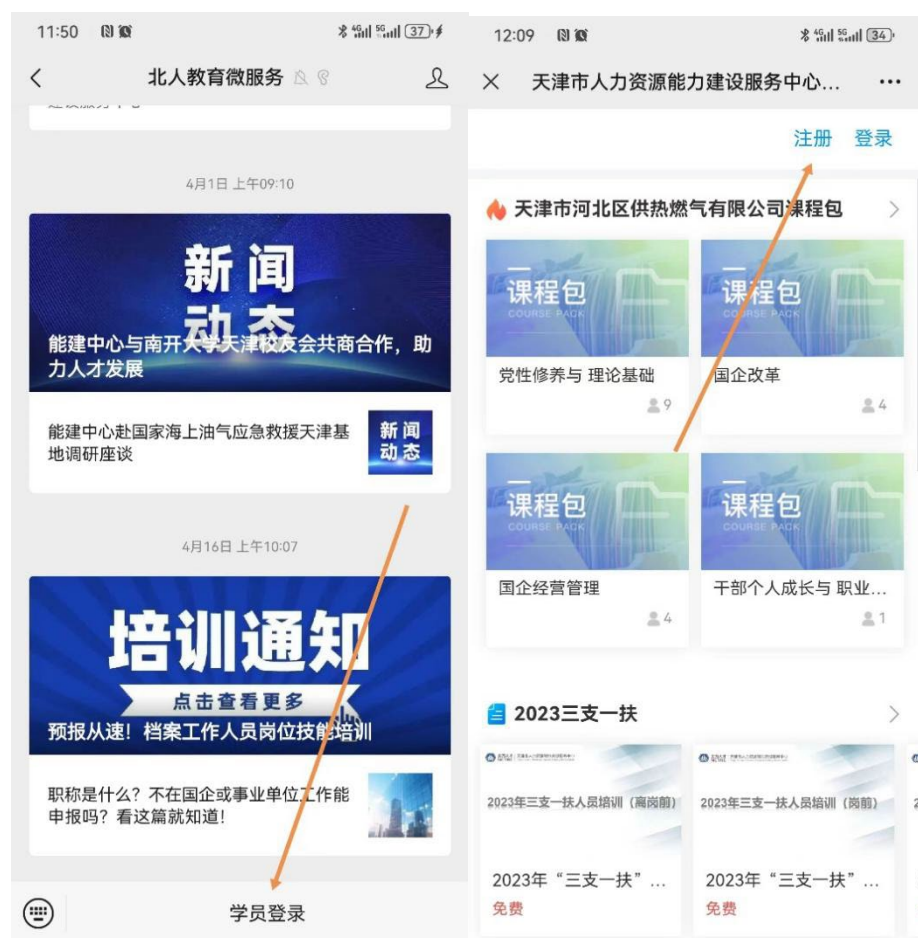 11:50
4G 5G 37
北人教育微服务
4月1日 上午09:10
新闻
动态
能建中心与南开大学天津校友会共商合作，助
力人才发展
能建中心赴国家海上油气应急救援天津基
地调研座谈
新闻
动态
4月16日 上午10:07
培训通知
点击查看更多
预报从速！档案工作人员岗位技能培训
职称是什么？不在国企或事业单位工作能
申报吗？看这篇就知道！
学员登录
12:09
4G 5G 34
天津市人力资源能力建设服务中心...
注册 登录
天津市河北区供热燃气有限公司课程包
课程包
COURSE PACK
课程包
COURSE PACK
党性修养与 理论基础
国企改革
9
4
课程包
COURSE PACK
课程包
COURSE PACK
国企经营管理
干部个人成长与 职业...
4
1
2023三支一扶
2023年三支一扶人员培训（离岗前）
2023年三支一扶人员培训（岗前）
2023年“三支一扶”...
2023年“三支一扶”...
免费
免费